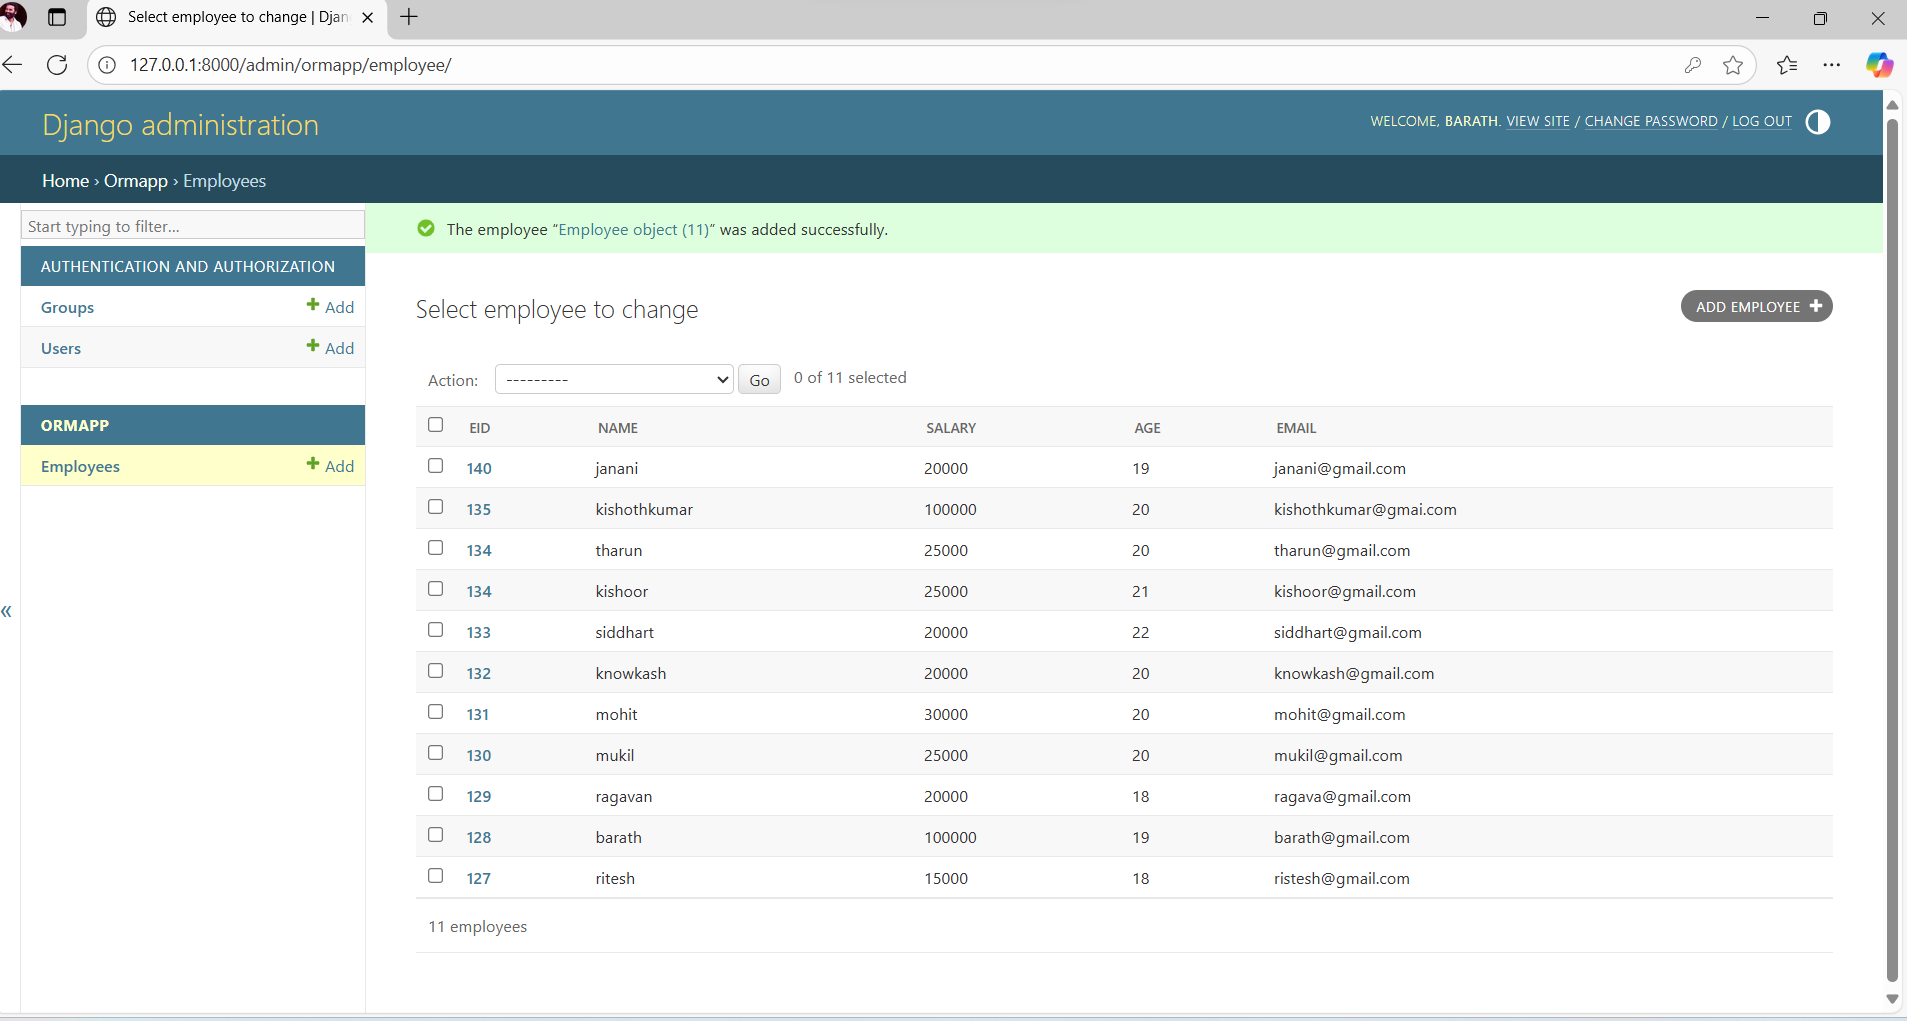 Select employee to change | Djan
127.0.0.1:8000/admin/ormapp/employee/
Django administration
WELCOME, BARATH. VIEW SITE / CHANGE PASSWORD / LOG OUT
Home › Ormapp › Employees
Start typing to filter...
AUTHENTICATION AND AUTHORIZATION
Groups + Add
Users + Add
ORMAPP
Employees + Add
«
The employee “Employee object (11)” was added successfully.
Select employee to change
ADD EMPLOYEE +
Action: --------- Go 0 of 11 selected
EID NAME SALARY AGE EMAIL
140 janani 20000 19 janani@gmail.com
135 kishothkumar 100000 20 kishothkumar@gmai.com
134 tharun 25000 20 tharun@gmail.com
134 kishoor 25000 21 kishoor@gmail.com
133 siddhart 20000 22 siddhart@gmail.com
132 knowkash 20000 20 knowkash@gmail.com
131 mohit 30000 20 mohit@gmail.com
130 mukil 25000 20 mukil@gmail.com
129 ragavan 20000 18 ragava@gmail.com
128 barath 100000 19 barath@gmail.com
127 ritesh 15000 18 ristesh@gmail.com
11 employees